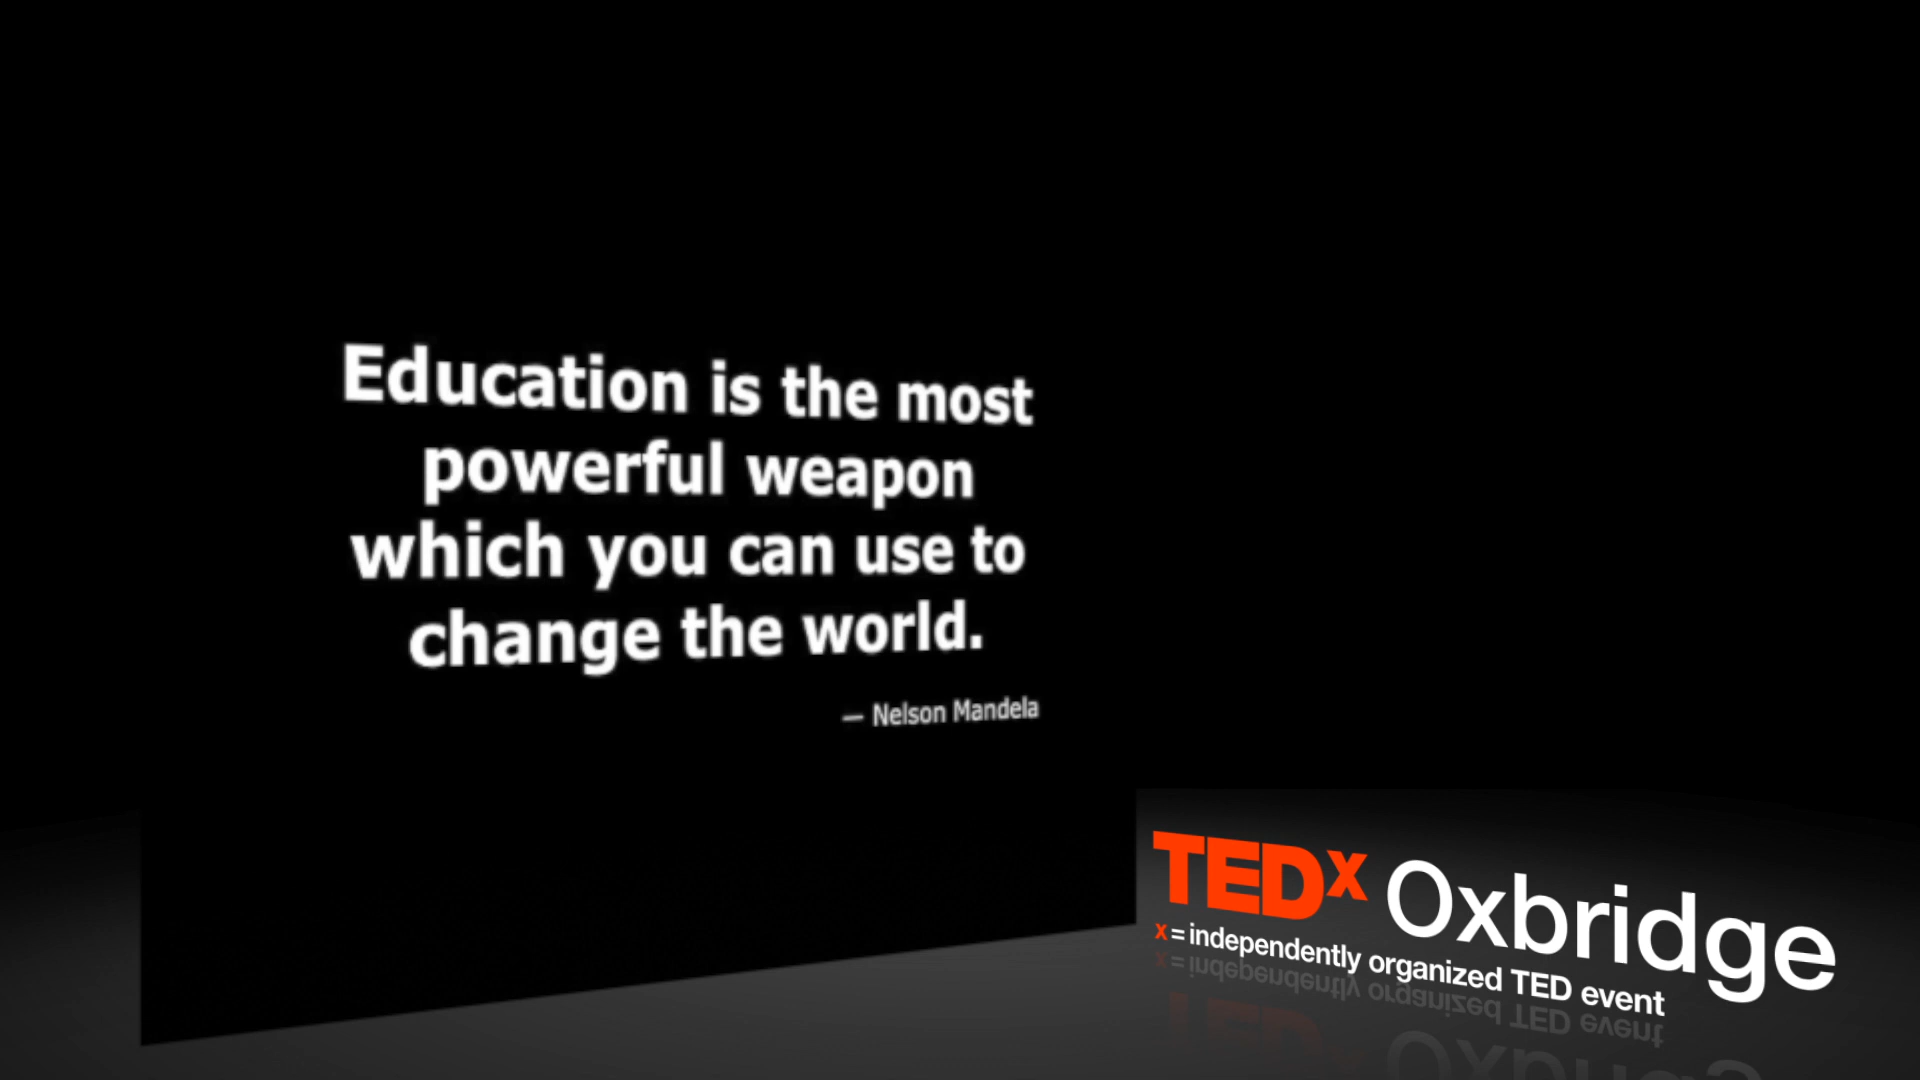 Education is the most
powerful weapon
which you can use to
change the world.
— Nelson Mandela
TEDx Oxbridge
x = independently organized TED event